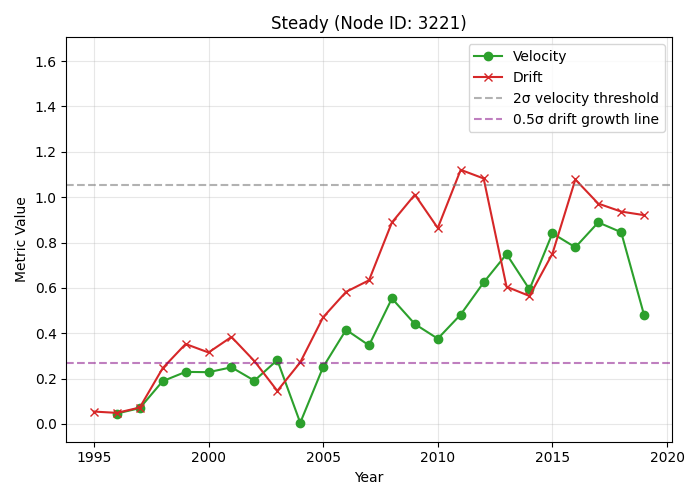 Steady (Node ID: 3221)
Velocity
Drift
2σ velocity threshold
0.5σ drift growth line
Metric Value
1.6
1.4
1.2
1.0
0.8
0.6
0.4
0.2
0.0
1995 2000 2005 2010 2015 2020
Year